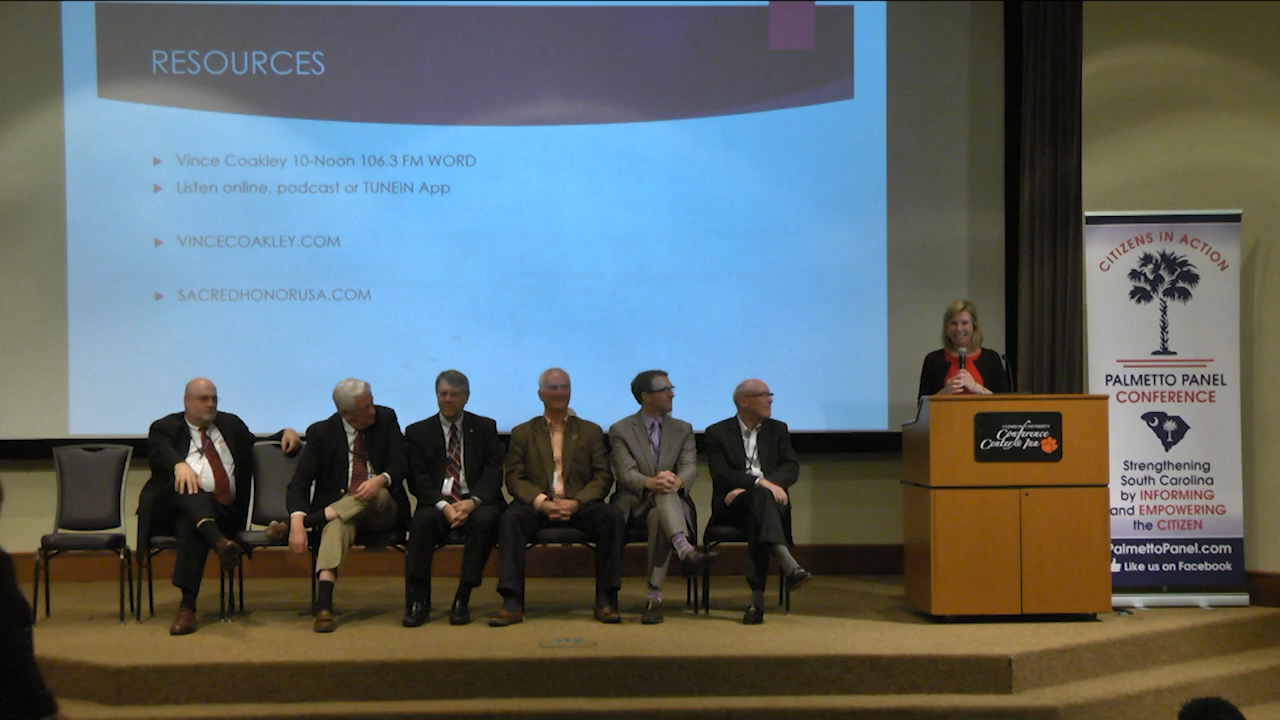 RESOURCES
Vince Coakley 10-Noon 106.3 FM WORD
Listen online, podcast or TUNEIN App
VINCECOAKLEY.COM
SACREDHONORUSA.COM
CLEMSON UNIVERSITY
Conference
Center & Inn
CITIZENS IN ACTION
PALMETTO PANEL
CONFERENCE
Strengthening
South Carolina
by INFORMING
and EMPOWERING
the CITIZEN
PalmettoPanel.com
Like us on Facebook